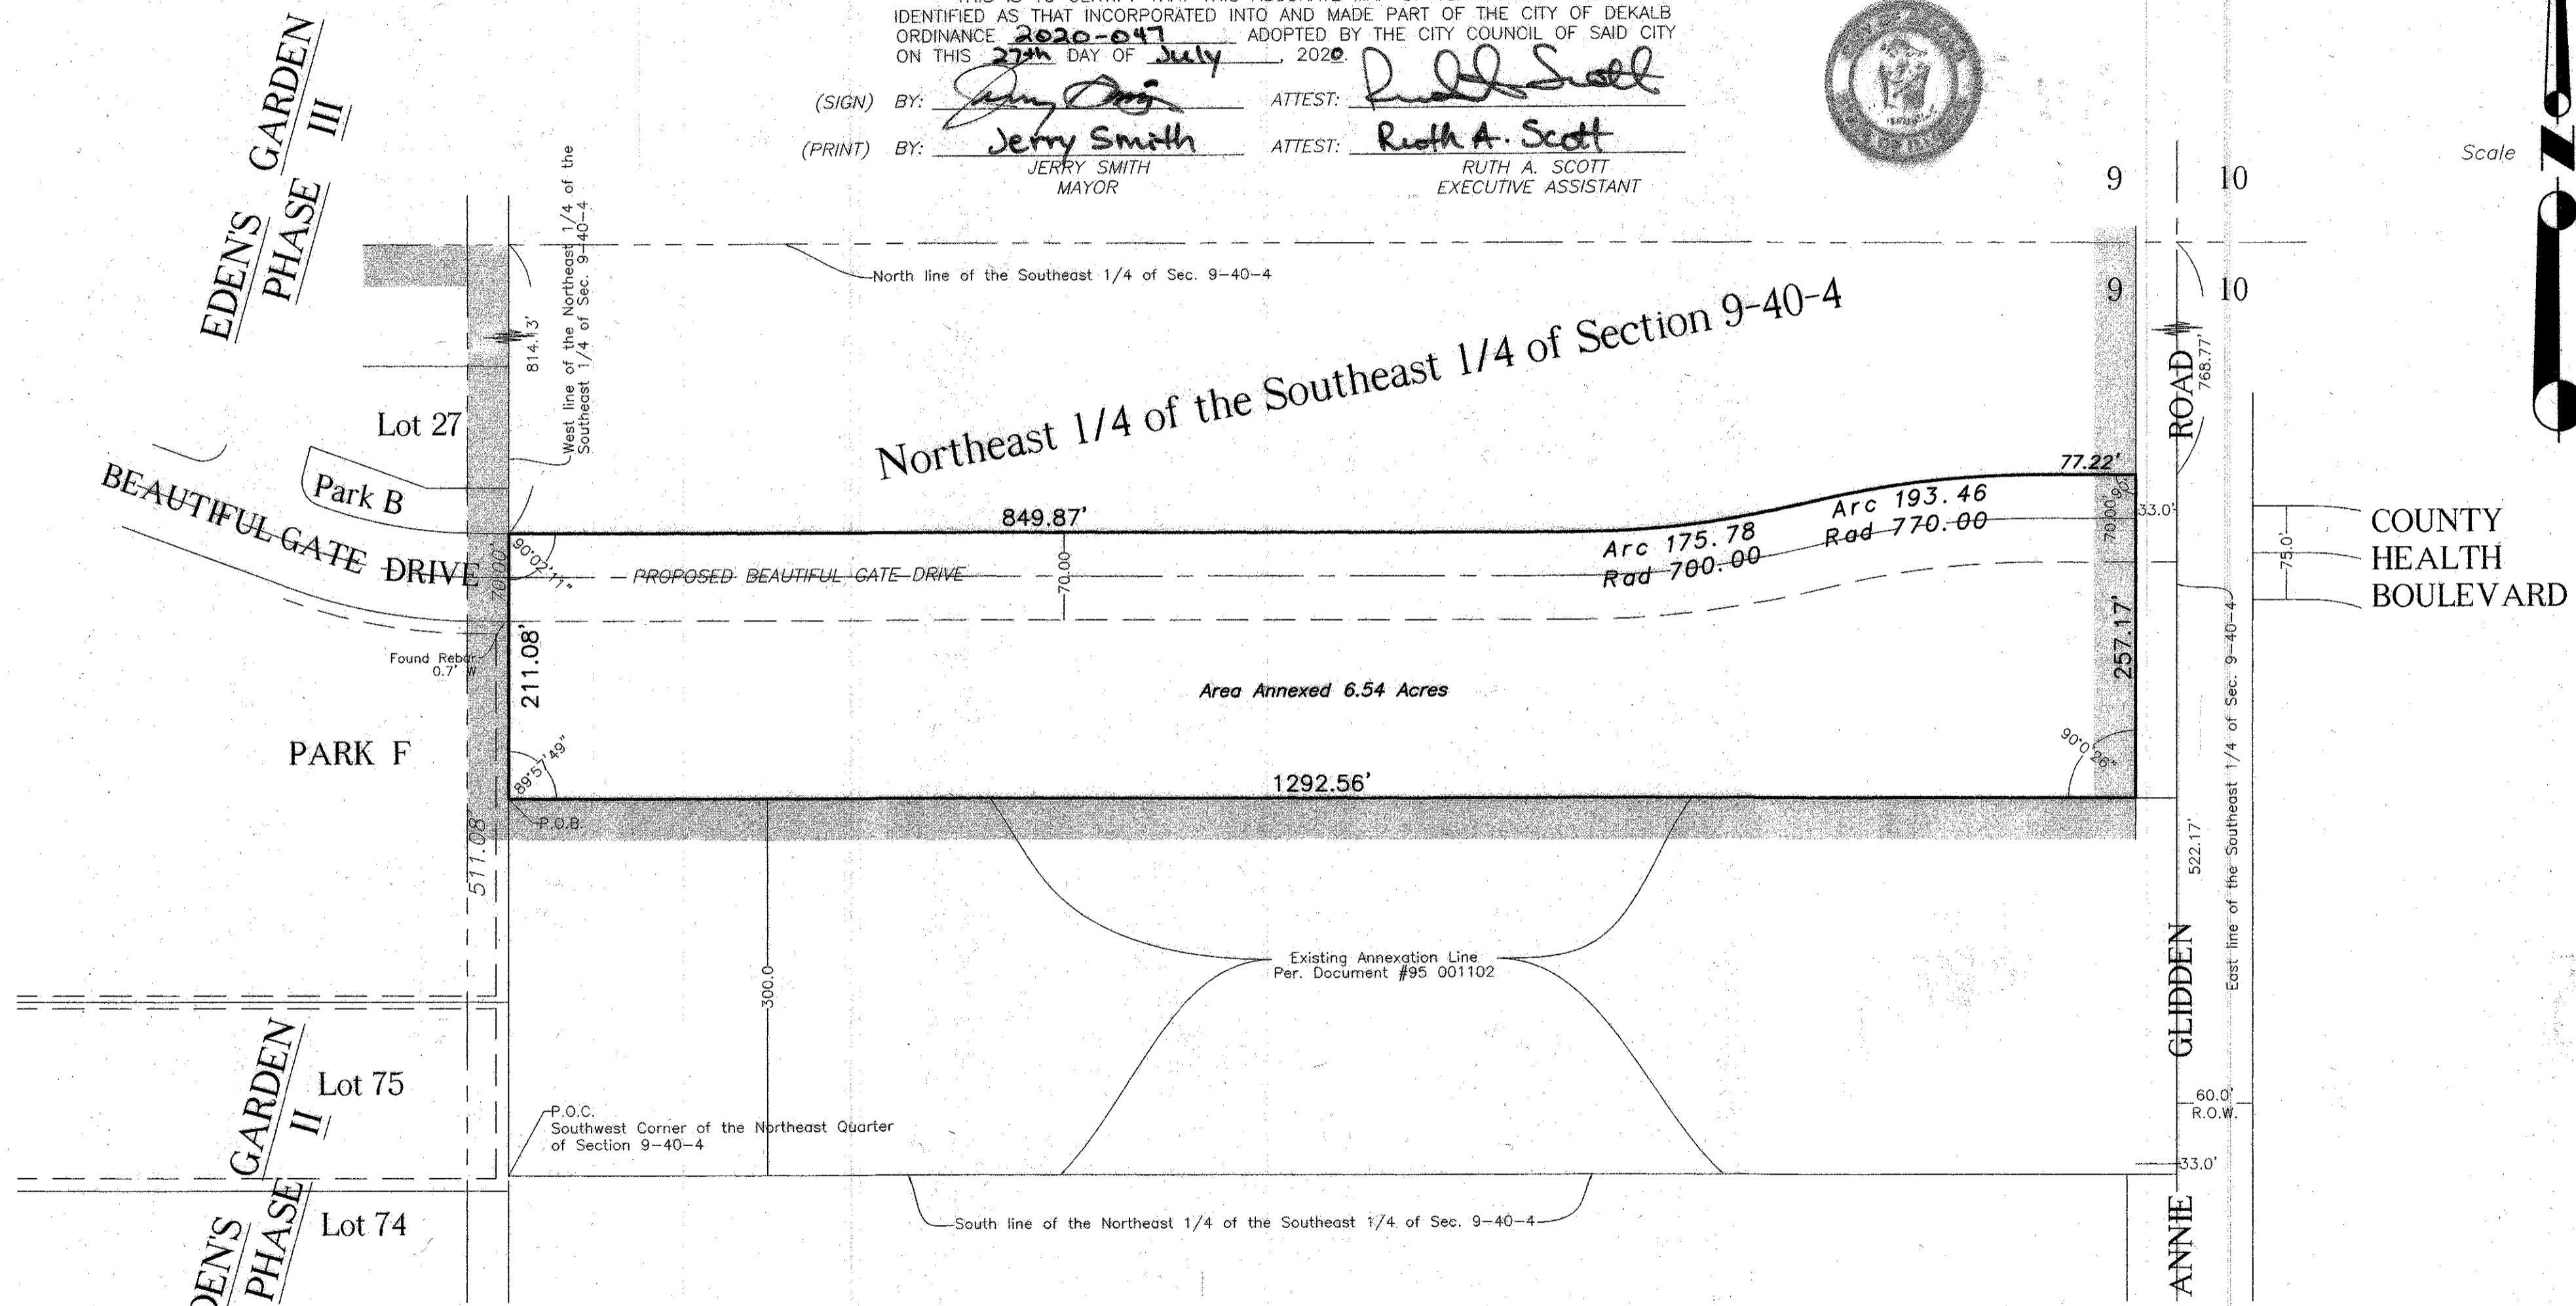 IDENTIFIED AS THAT INCORPORATED INTO AND MADE PART OF THE CITY OF DEKALB
ORDINANCE 2020-047 ADOPTED BY THE CITY COUNCIL OF SAID CITY
ON THIS 27th DAY OF July, 2020.
(SIGN) BY: ATTEST:
(PRINT) BY: Jerry Smith ATTEST: Ruth A. Scott
JERRY SMITH
MAYOR
RUTH A. SCOTT
EXECUTIVE ASSISTANT
Scale
N
EDEN'S GARDEN
PHASE III
9 10
9 10
North line of the Southeast 1/4 of Sec. 9-40-4
West line of the Northeast 1/4 of the
Southeast 1/4 of Sec. 9-40-4
814.13'
Northeast 1/4 of the Southeast 1/4 of Section 9-40-4
768.77'
Lot 27
Park B
BEAUTIFUL GATE DRIVE
70.00'
90°02'11"
849.87'
PROPOSED BEAUTIFUL GATE DRIVE
70.00
Arc 175.78
Rad 700.00
Arc 193.46
Rad 770.00
77.22'
90°
70.00'
33.0'
75.0'
COUNTY
HEALTH
BOULEVARD
Found Rebar
0.7' W
211.08'
257.17'
Area Annexed 6.54 Acres
PARK F
89°57'49"
90°0'26"
1292.56'
P.O.B.
511.08
522.17'
East line of the Southeast 1/4 of Sec. 9-40-4
300.0
Existing Annexation Line
Per. Document #95 001102
ANNIE GLIDDEN ROAD
60.0'
R.O.W.
33.0'
Lot 75
GARDEN
II
P.O.C.
Southwest Corner of the Northeast Quarter
of Section 9-40-4
South line of the Northeast 1/4 of the Southeast 1/4 of Sec. 9-40-4
Lot 74
DEN'S
PHASE